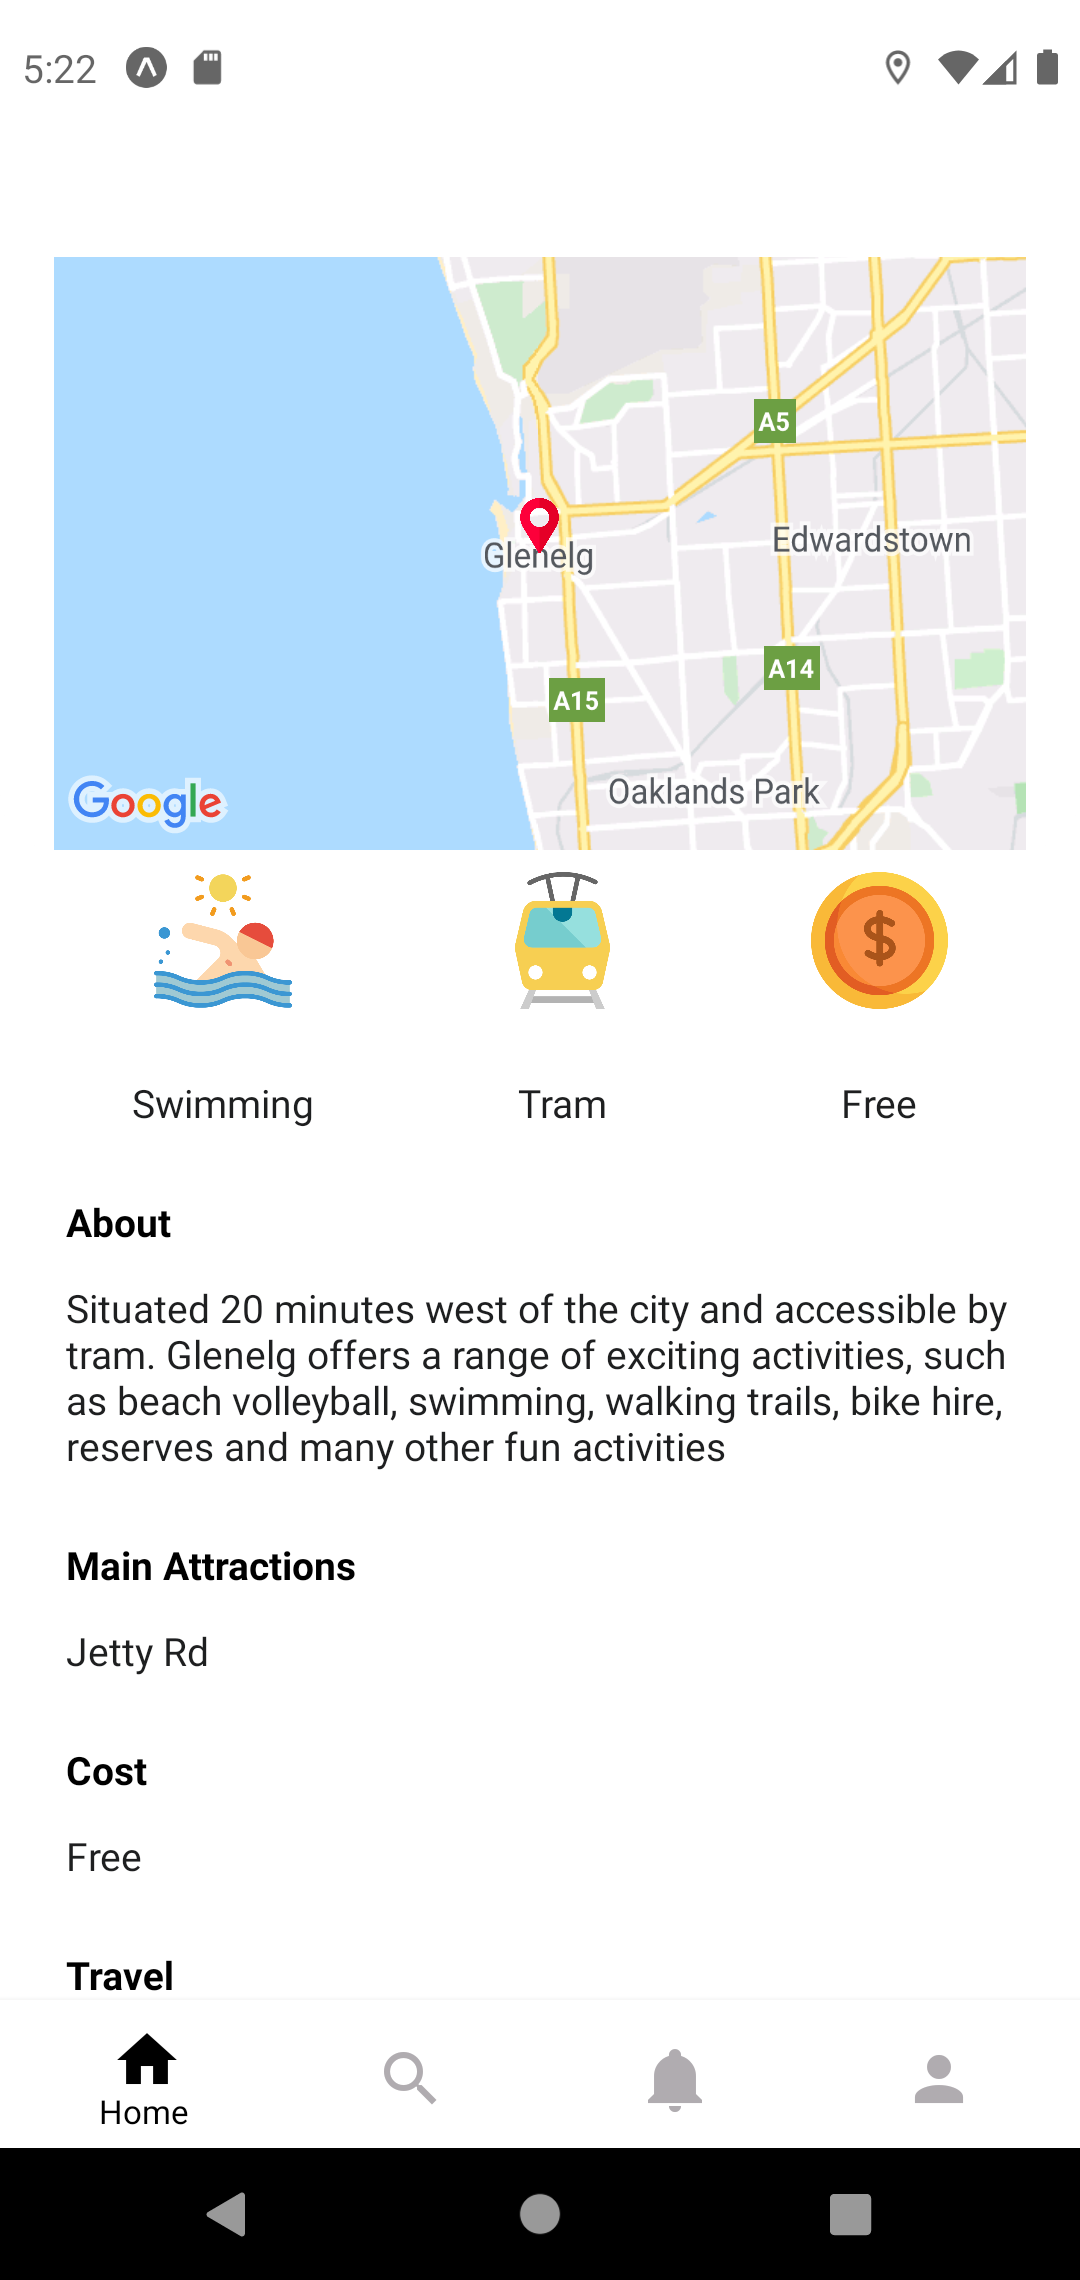 5:22
A5
Edwardstown
Glenelg
A14
A15
Oaklands Park
Google
$
Swimming
Tram
Free
About
Situated 20 minutes west of the city and accessible by
tram. Glenelg offers a range of exciting activities, such
as beach volleyball, swimming, walking trails, bike hire,
reserves and many other fun activities
Main Attractions
Jetty Rd
Cost
Free
Travel
Home